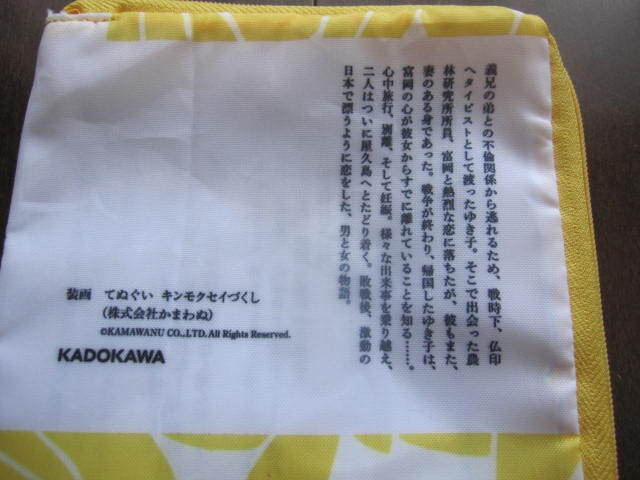 義兄の弟との不倫関係から逃れるため、戦時下、仏印
へタイピストとして渡ったゆき子。そこで出会った農
林研究所所員、富岡と熱烈な恋に落ちたが、彼もまた、
妻のある身であった。戦争が終わり、帰国したゆき子は、
富岡の心が彼女からすでに離れていることを知る……。
心中旅行、別離、そして妊娠。様々な出来事を乗り越え、
二人はついに屋久島へとたどり着く。敗戦後、激動の
日本で漂うように恋をした、男と女の物語。
装画 てぬぐい キンモクセイづくし
(株式会社かまわぬ)
©KAMAWANU CO.,LTD. All Rights Reserved.
KADOKAWA